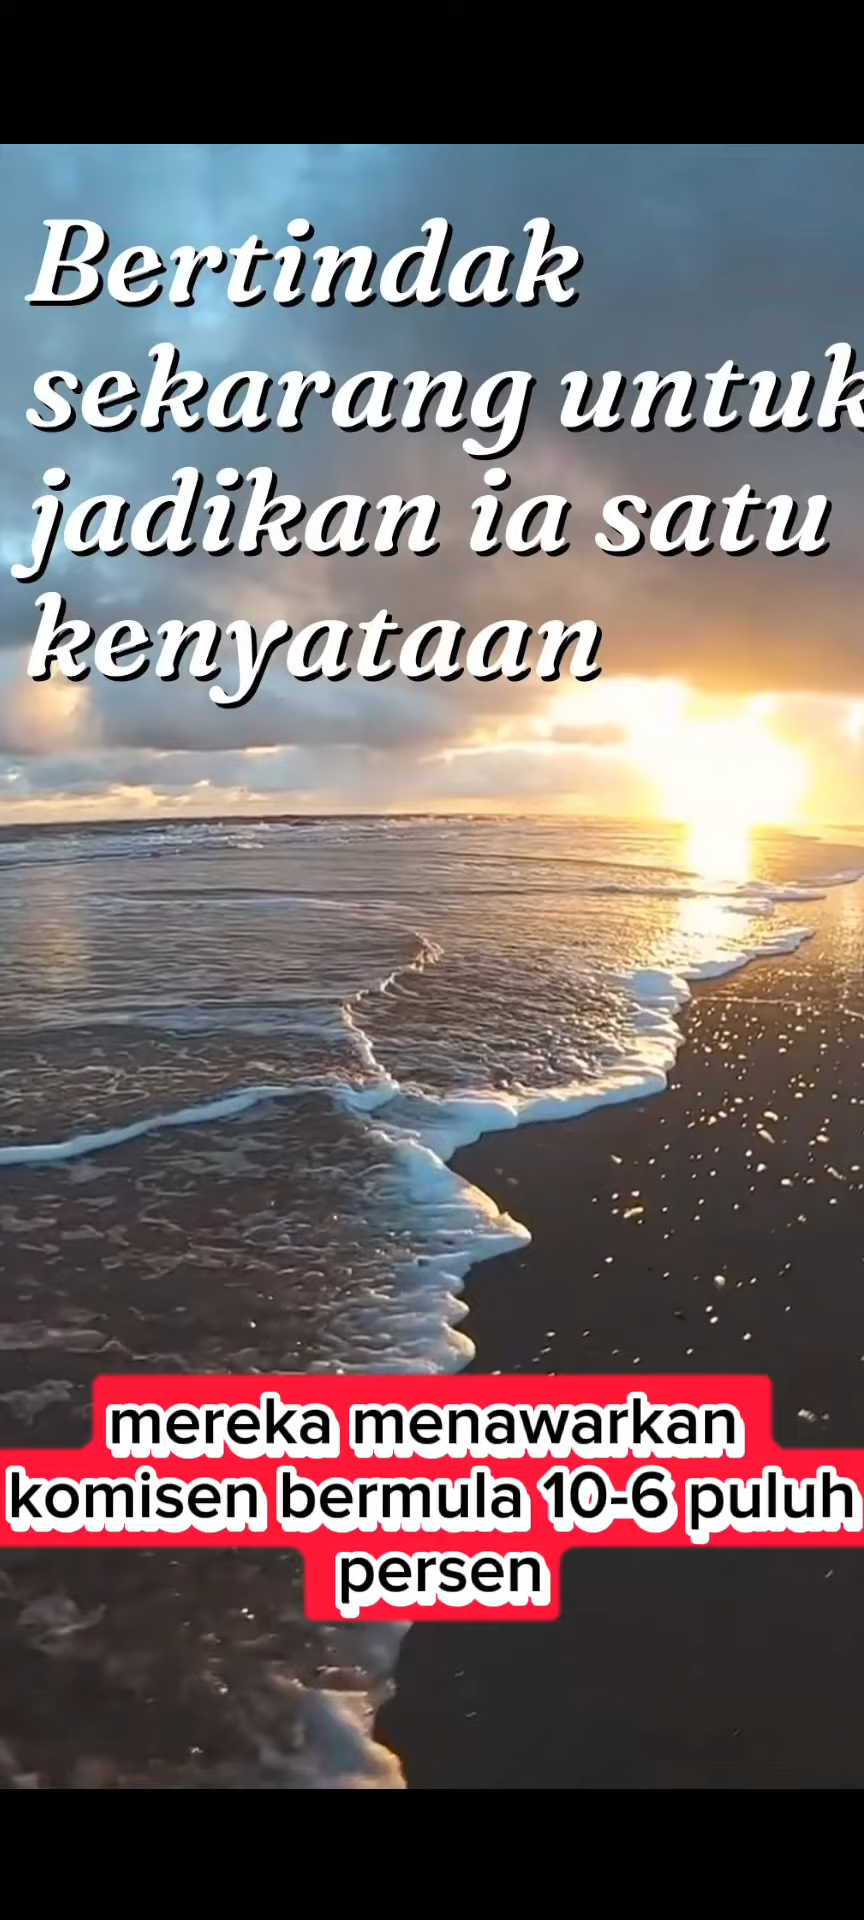 Bertindak
sekarang untuk
jadikan ia satu
kenyataan
mereka menawarkan
komisen bermula 10-6 puluh
persen